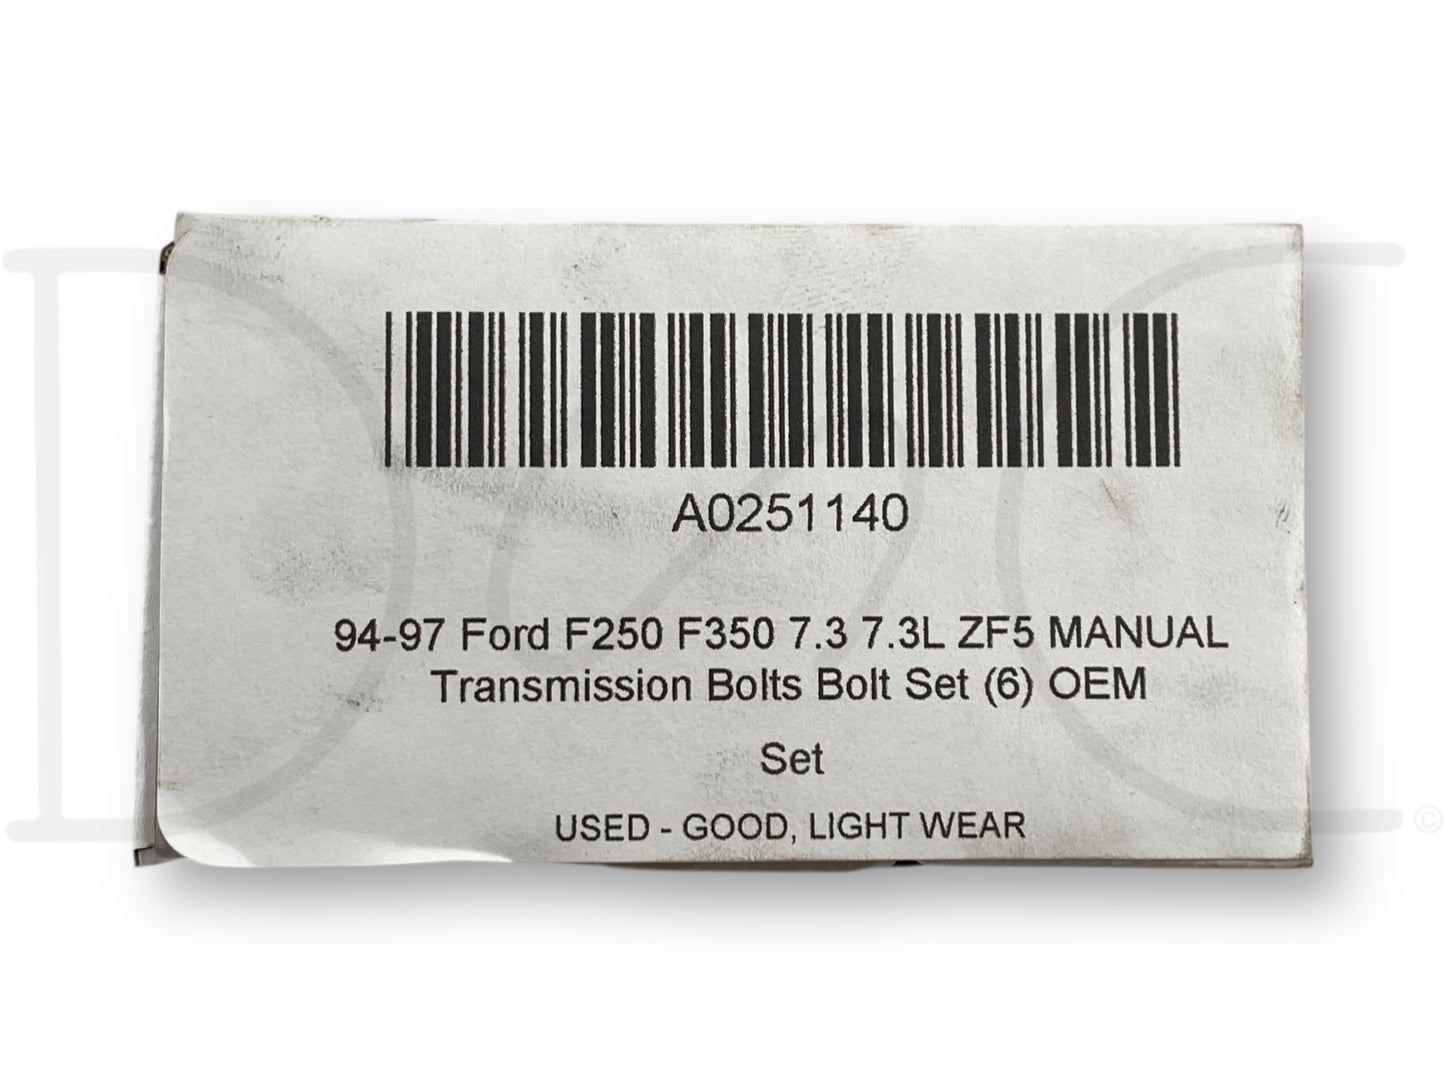 A0251140
94-97 Ford F250 F350 7.3 7.3L ZF5 MANUAL
Transmission Bolts Bolt Set (6) OEM
Set
USED - GOOD, LIGHT WEAR